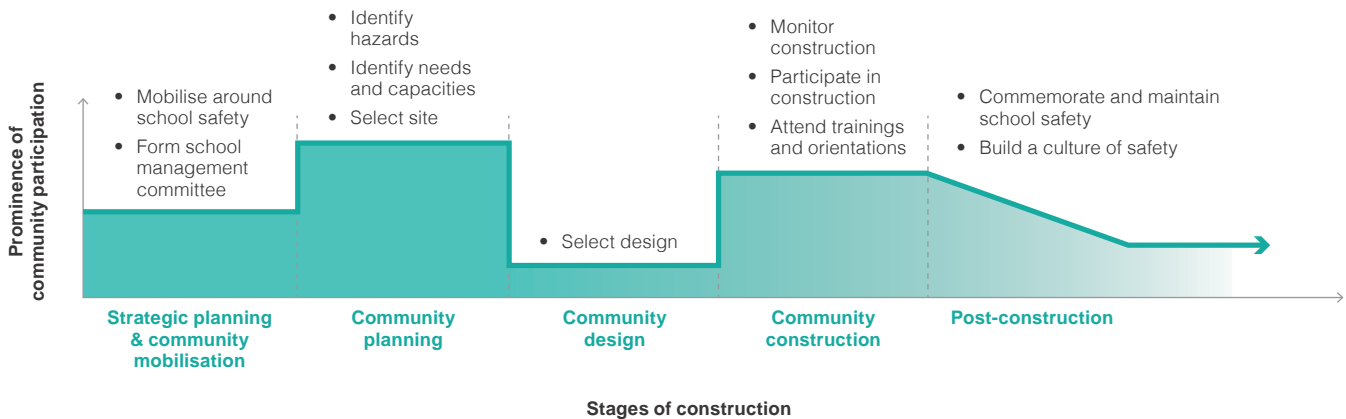 Prominence of
community participation
• Mobilise around
school safety
• Form school
management
committee
• Identify
hazards
• Identify needs
and capacities
• Select site
• Select design
• Monitor
construction
• Participate in
construction
• Attend trainings
and orientations
• Commemorate and maintain
school safety
• Build a culture of safety
Strategic planning
& community
mobilisation
Community
planning
Community
design
Community
construction
Post-construction
Stages of construction